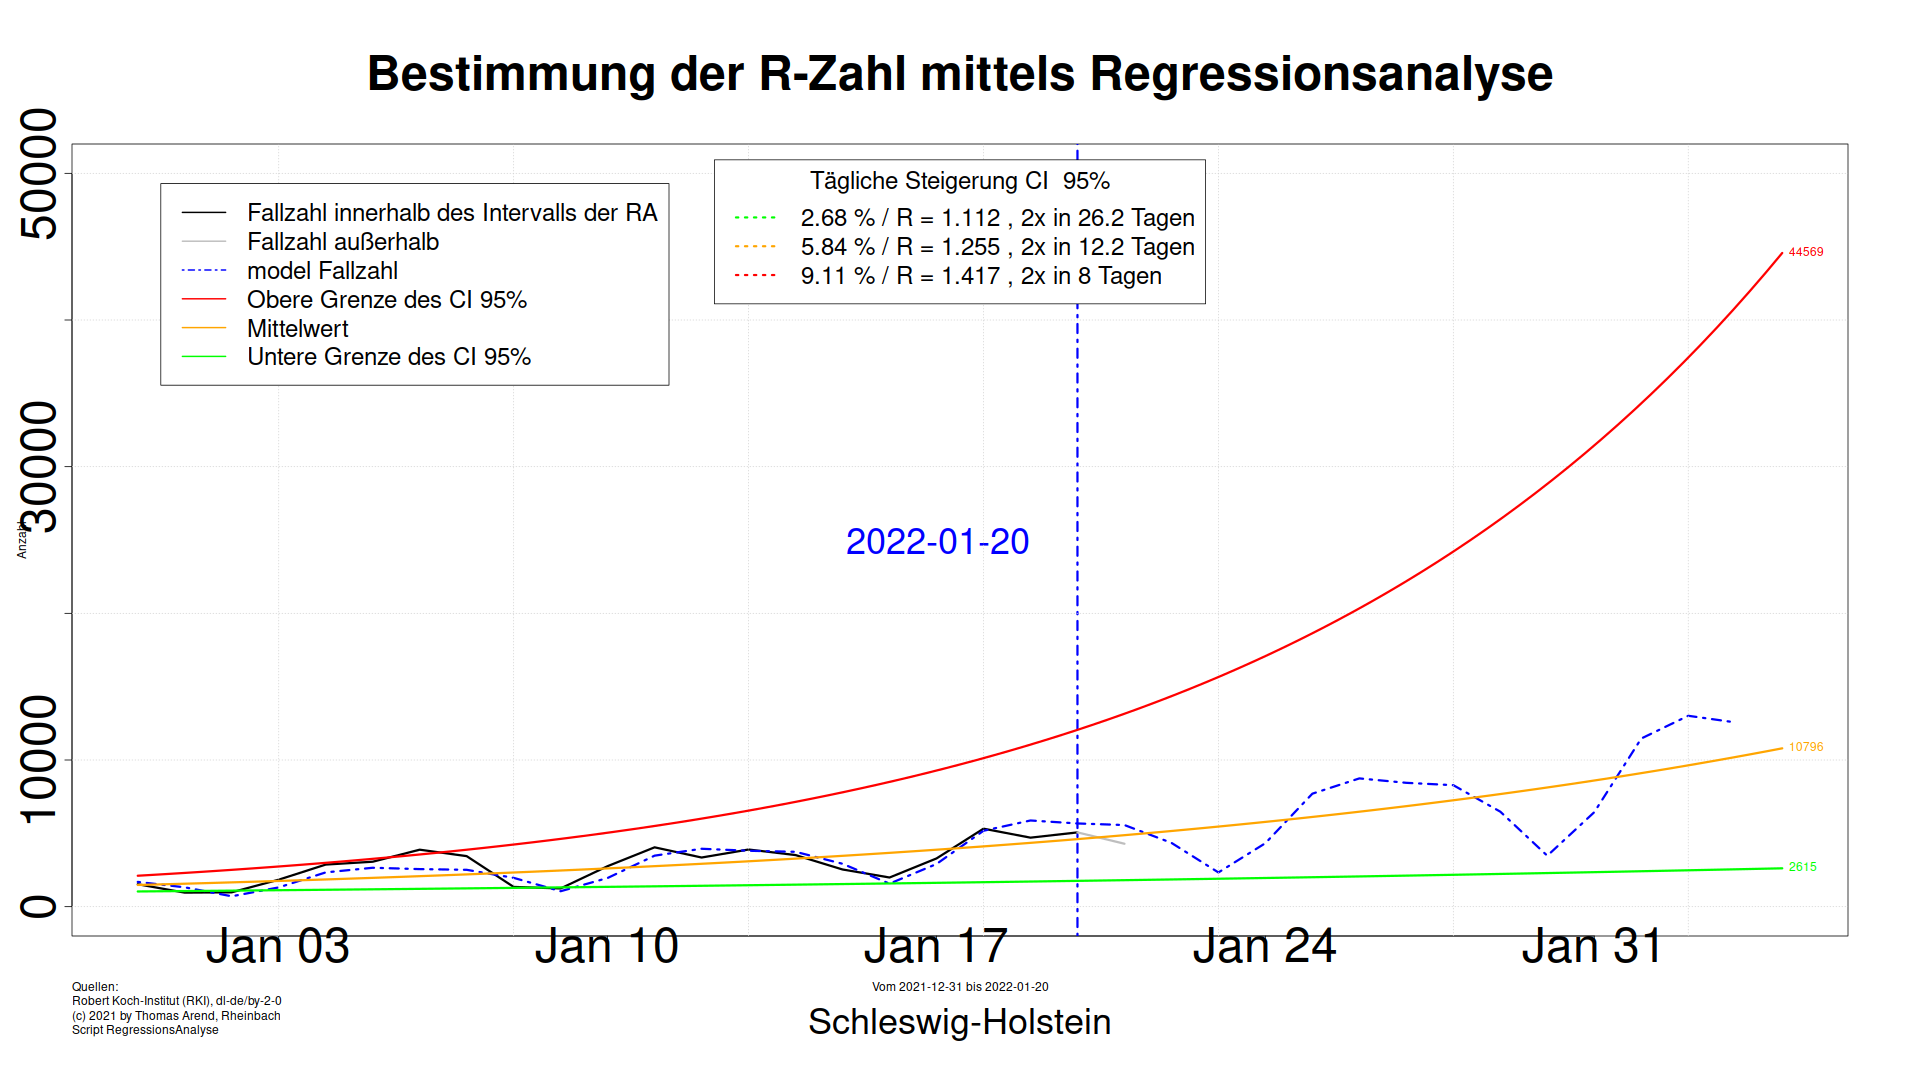 Bestimmung der R-Zahl mittels Regressionsanalyse
50000
30000
10000
0
Anzahl
Fallzahl innerhalb des Intervalls der RA
Fallzahl außerhalb
model Fallzahl
Obere Grenze des CI 95%
Mittelwert
Untere Grenze des CI 95%
Tägliche Steigerung CI  95%
2.68 % / R = 1.112 , 2x in 26.2 Tagen
5.84 % / R = 1.255 , 2x in 12.2 Tagen
9.11 % / R = 1.417 , 2x in 8 Tagen
44569
2022-01-20
10796
2615
Jan 03 Jan 10 Jan 17 Jan 24 Jan 31
Quellen:
Robert Koch-Institut (RKI), dl-de/by-2-0
(c) 2021 by Thomas Arend, Rheinbach
Script RegressionsAnalyse
Vom 2021-12-31 bis 2022-01-20
Schleswig-Holstein